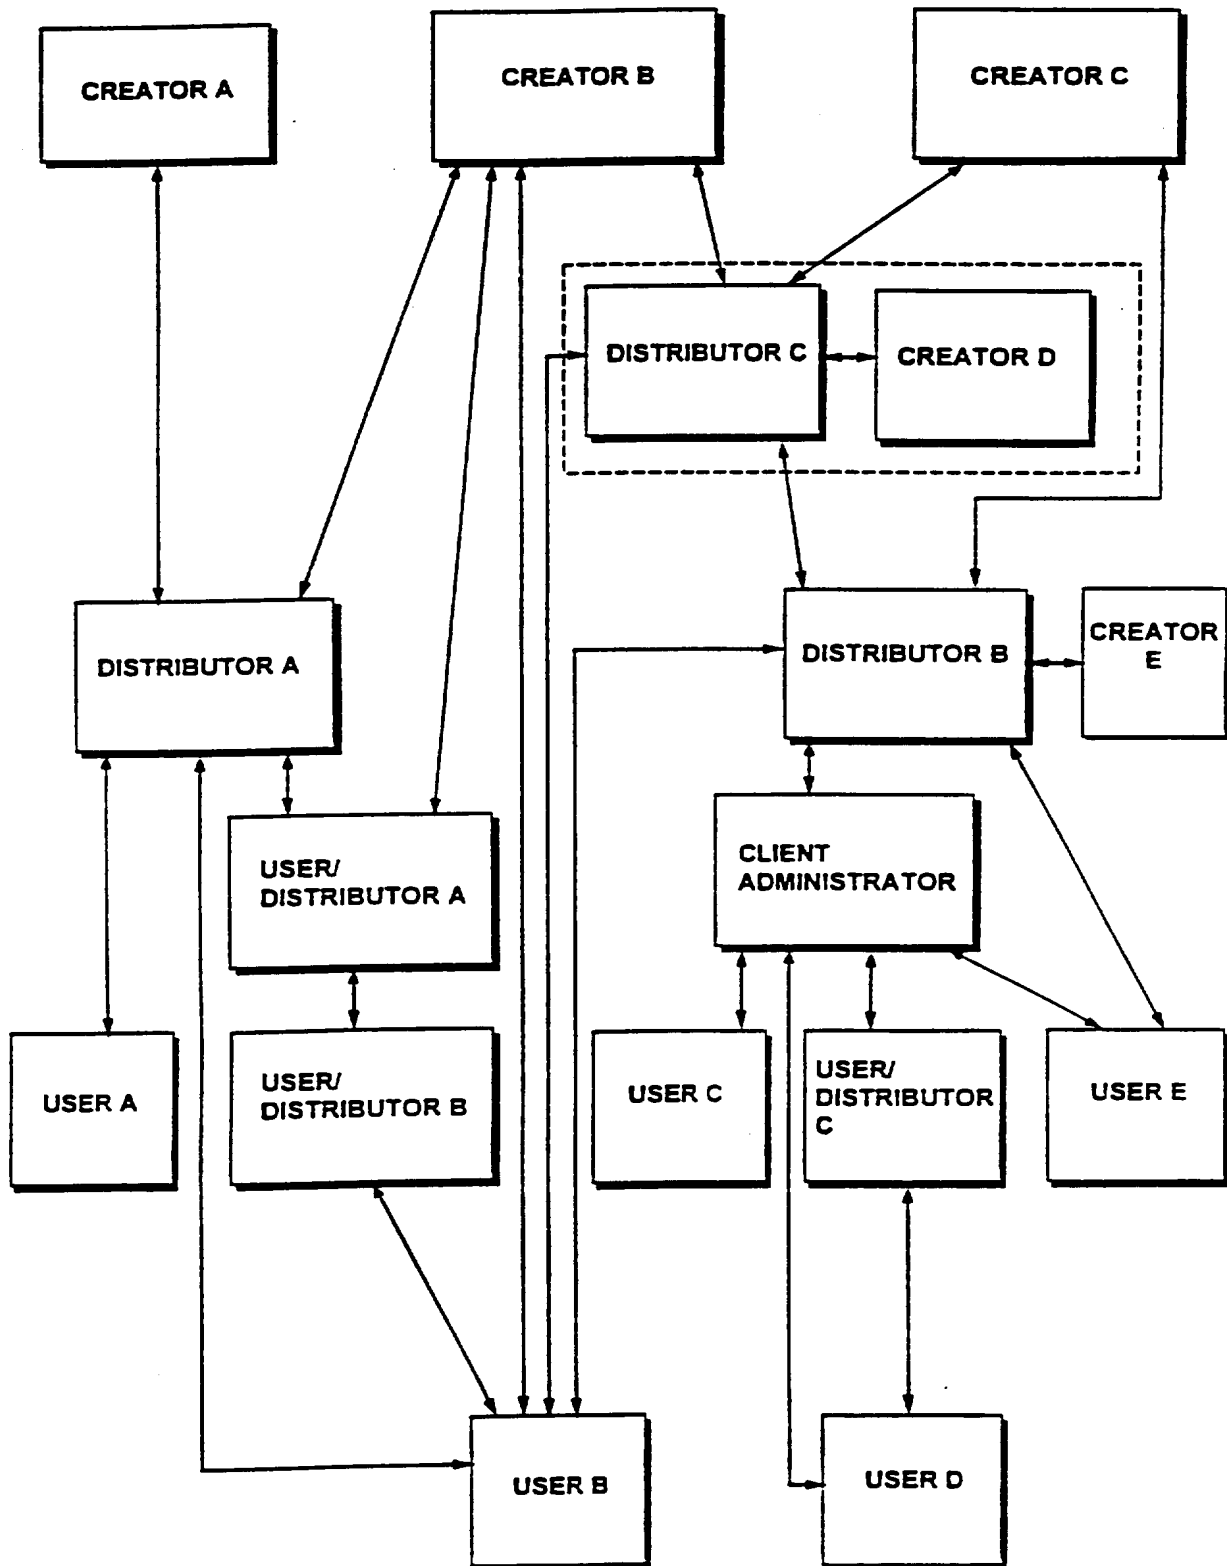 CREATOR A
CREATOR B
CREATOR C
DISTRIBUTOR C
CREATOR D
DISTRIBUTOR A
DISTRIBUTOR B
CREATOR
E
USER/
DISTRIBUTOR A
CLIENT
ADMINISTRATOR
USER A
USER/
DISTRIBUTOR B
USER C
USER/
DISTRIBUTOR
C
USER E
USER B
USER D